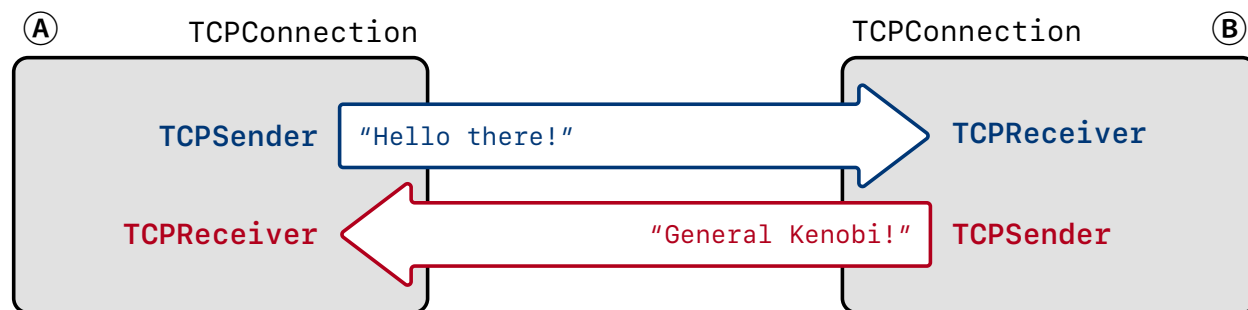 Ⓐ TCPConnection TCPConnection Ⓑ
TCPSender “Hello there!” TCPReceiver
TCPReceiver “General Kenobi!” TCPSender